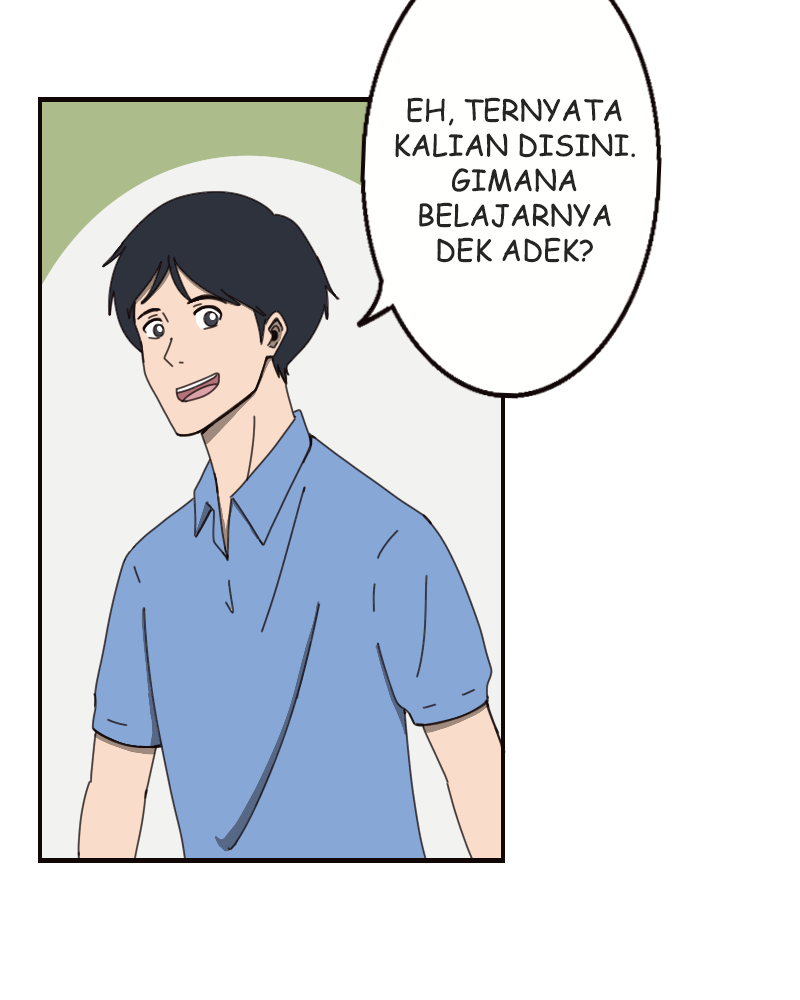 EH, TERNYATA
KALIAN DISINI.
GIMANA
BELAJARNYA
DEK ADEK?